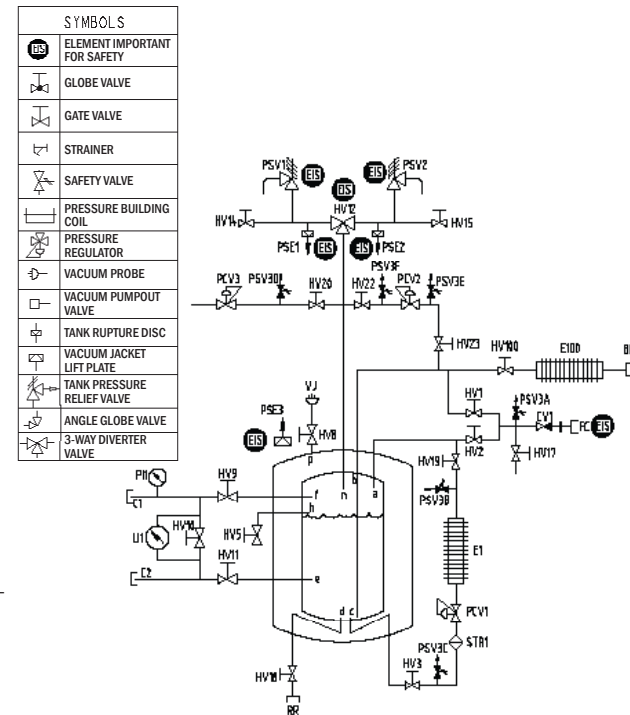 SYMBOLS
EIS
ELEMENT IMPORTANT
FOR SAFETY
GLOBE VALVE
GATE VALVE
STRAINER
SAFETY VALVE
PRESSURE BUILDING
COIL
PRESSURE
REGULATOR
VACUUM PROBE
VACUUM PUMPOUT
VALVE
TANK RUPTURE DISC
VACUUM JACKET
LIFT PLATE
TANK PRESSURE
RELIEF VALVE
ANGLE GLOBE VALVE
3-WAY DIVERTER
VALVE
PSV1
EIS
EIS
PSV2
EIS
HV12
HV14
HV15
PSE1
EIS
EIS
PSE2
PCV3
PSV3D
HV20
HV22
PSV3F
PCV2
PSV3E
HV23
HV100
E100
VJ
PSE3
EIS
HV8
p
b
n
a
HV1
HV2
PSV3A
CV1
FC
EIS
HV17
HV19
PSV3B
HV9
f
h
C1
HV10
HV5
LI1
C2
HV11
e
E1
PCV1
d c
STR1
PSV3C
HV3
RR